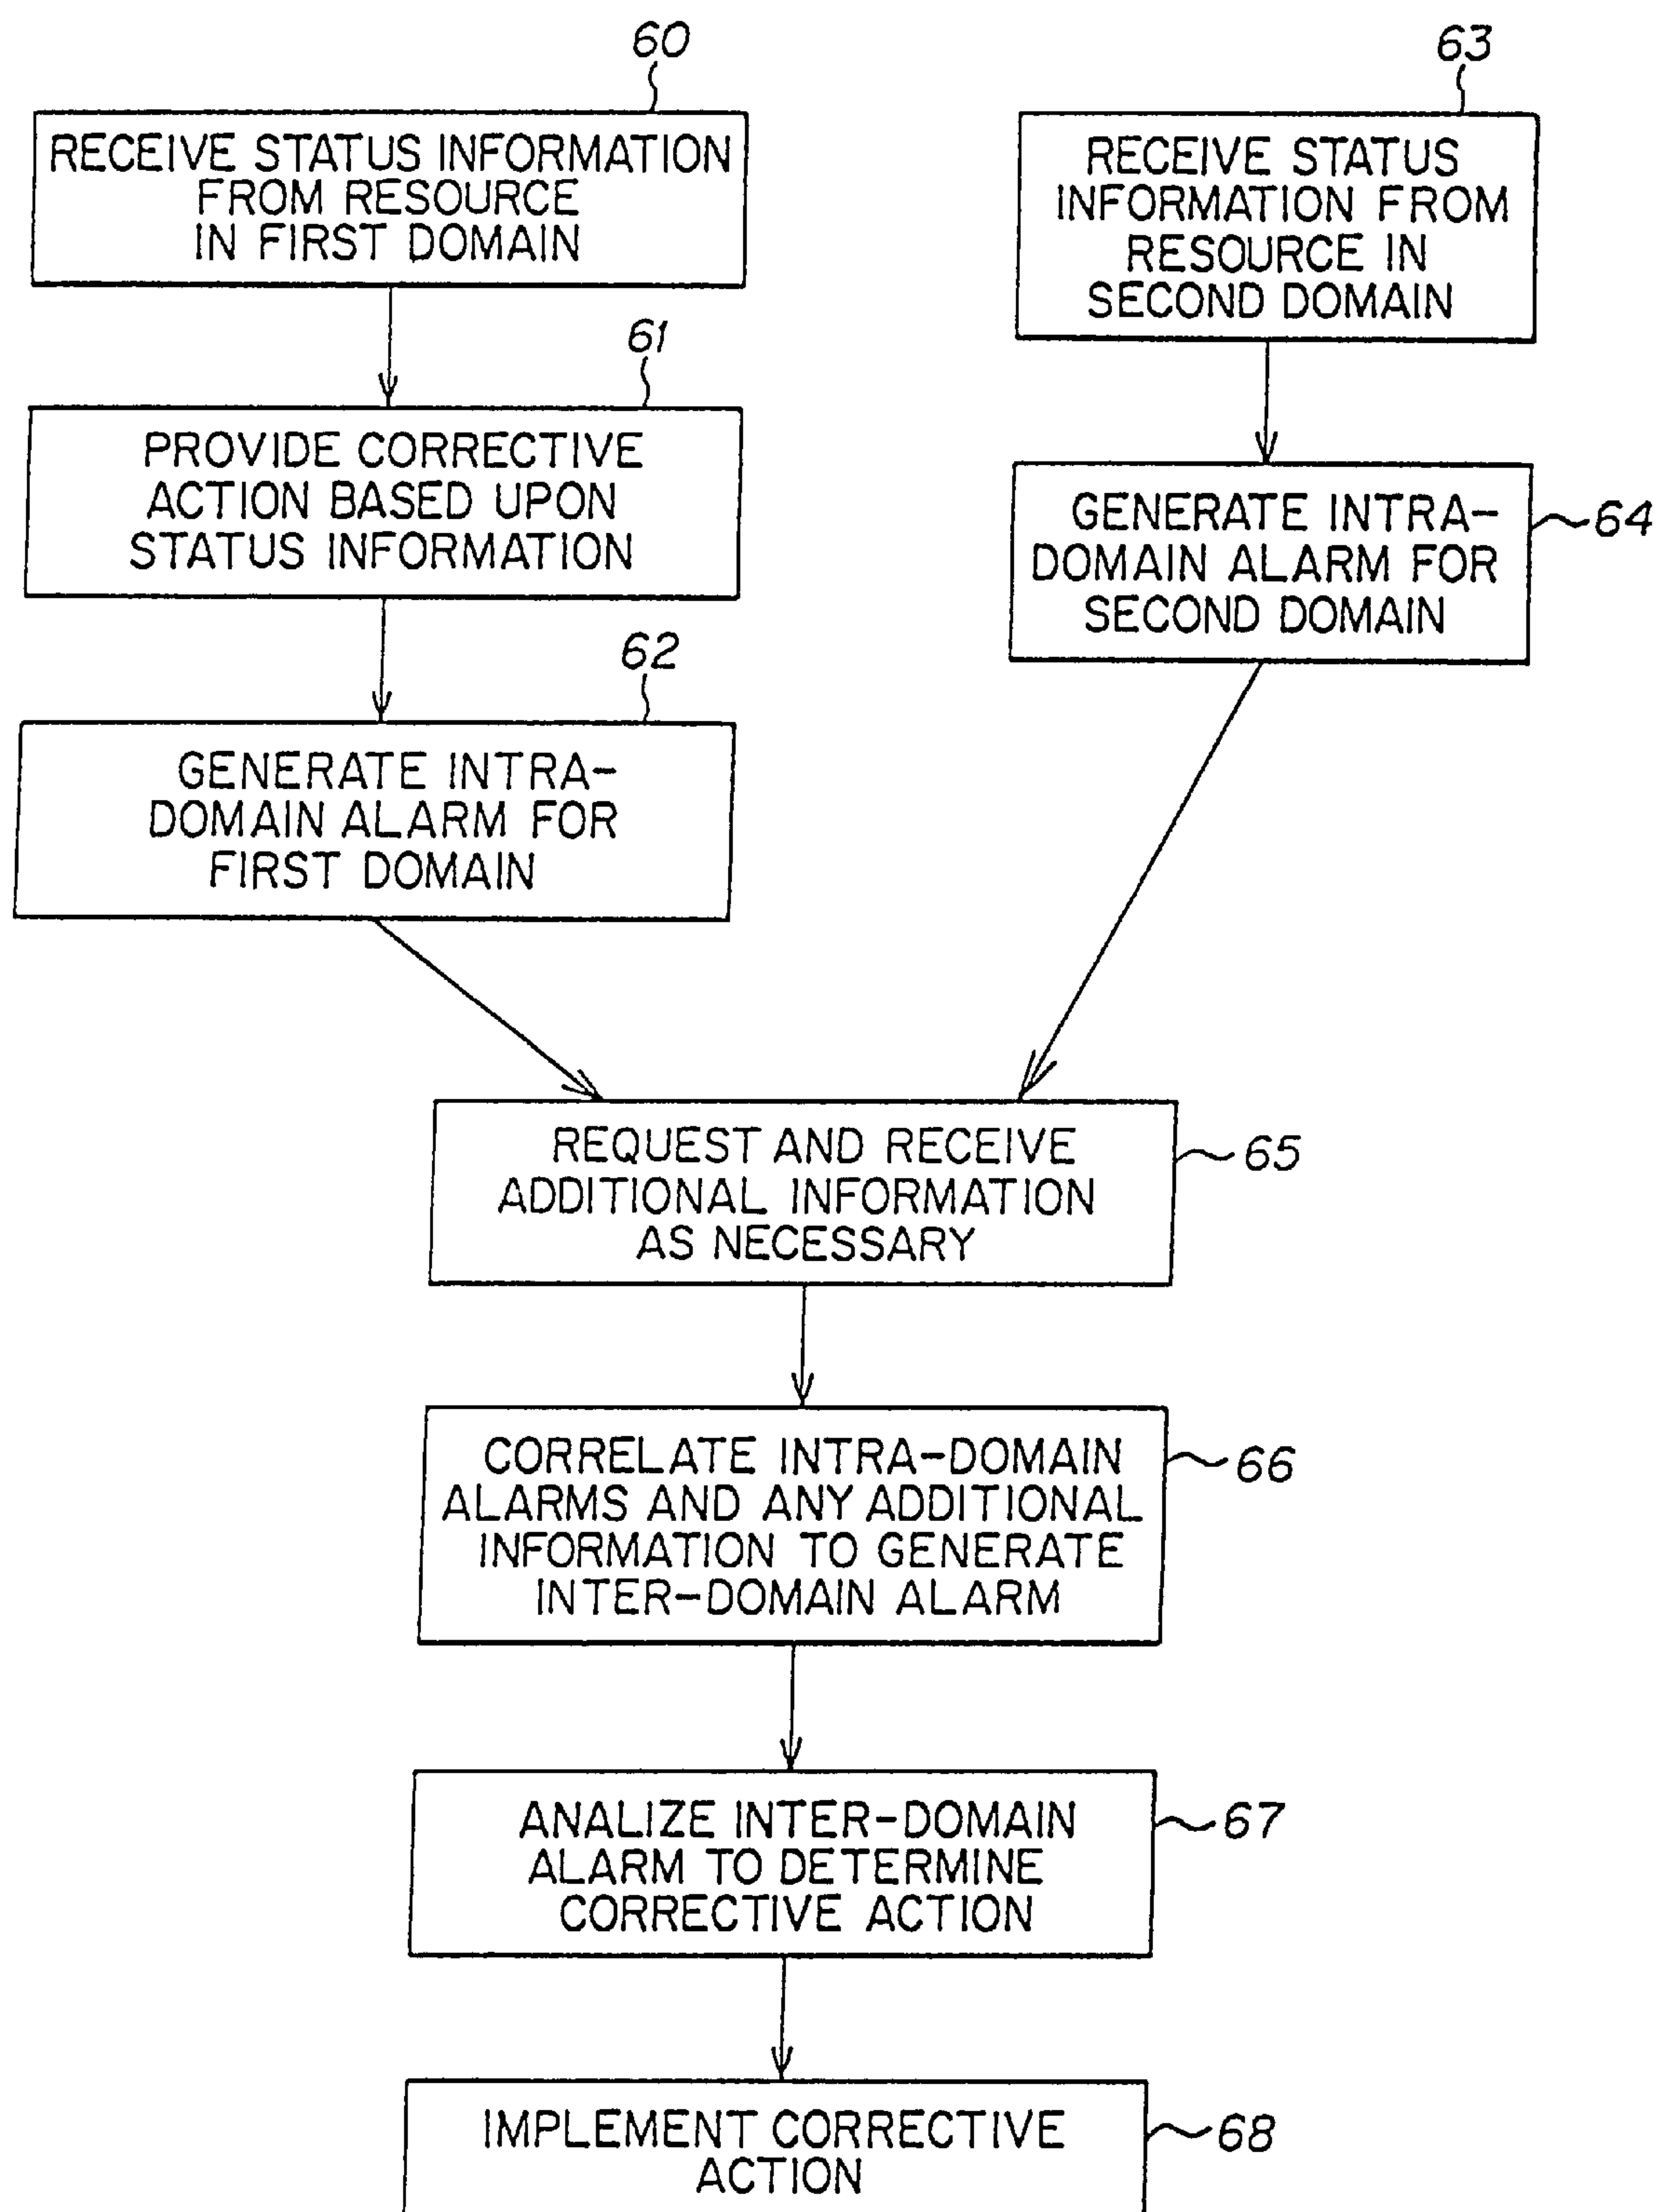 60
RECEIVE STATUS INFORMATION
FROM RESOURCE
IN FIRST DOMAIN
61
PROVIDE CORRECTIVE
ACTION BASED UPON
STATUS INFORMATION
62
GENERATE INTRA-
DOMAIN ALARM FOR
FIRST DOMAIN
63
RECEIVE STATUS
INFORMATION FROM
RESOURCE IN
SECOND DOMAIN
GENERATE INTRA-
DOMAIN ALARM FOR
SECOND DOMAIN
64
REQUEST AND RECEIVE
ADDITIONAL INFORMATION
AS NECESSARY
65
CORRELATE INTRA-DOMAIN
ALARMS AND ANY ADDITIONAL
INFORMATION TO GENERATE
INTER-DOMAIN ALARM
66
ANALIZE INTER-DOMAIN
ALARM TO DETERMINE
CORRECTIVE ACTION
67
IMPLEMENT CORRECTIVE
ACTION
68